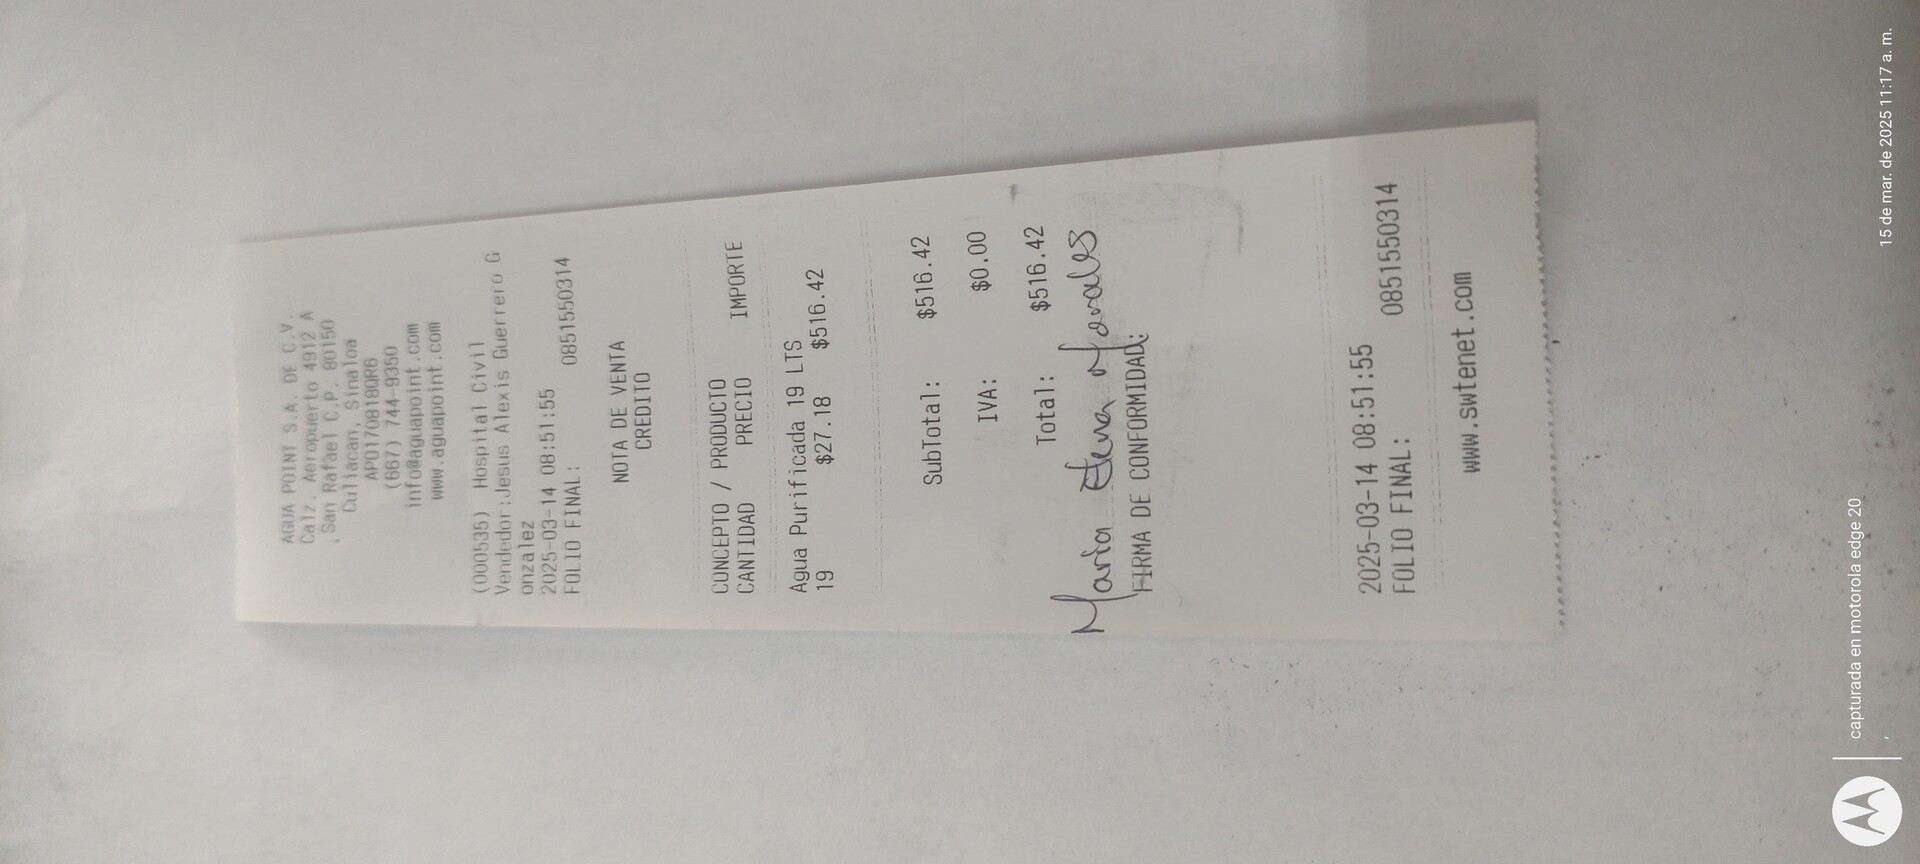 AGUA POINT S.A. DE C.V.
Calz. Aeropuerto 4912 A
, San Rafael C.P. 80150
Culiacan, Sinaloa
APO170818QR6
(667) 744-9350
info@aguapoint.com
www.aguapoint.com
(000535) Hospital Civil
Vendedor:Jesus Alexis Guerrero G
onzalez
2025-03-14 08:51:55
FOLIO FINAL: 0851550314
NOTA DE VENTA
CREDITO
CONCEPTO / PRODUCTO
CANTIDAD PRECIO IMPORTE
Agua Purificada 19 LTS
19 $27.18 $516.42
SubTotal: $516.42
IVA: $0.00
Total: $516.42
Maria Elena
FIRMA DE CONFORMIDAD:
2025-03-14 08:51:55
FOLIO FINAL: 0851550314
www.swtenet.com
capturada en motorola edge 20
15 de mar. de 2025 11:17 a. m.